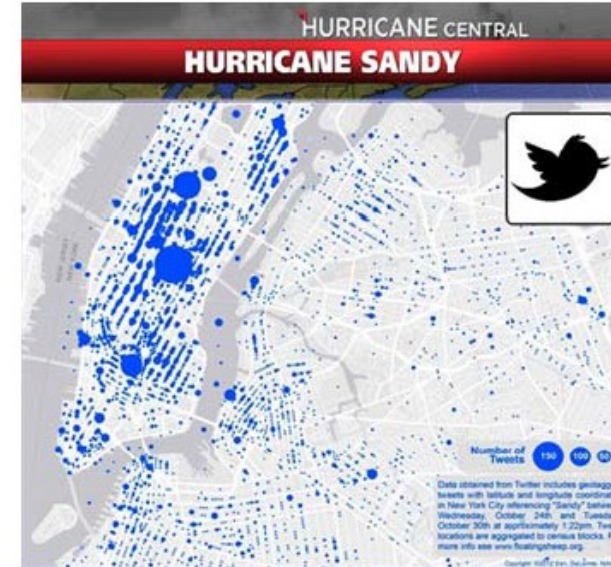 HURRICANE CENTRAL
HURRICANE SANDY
Number of
Tweets
150 100 50
Data obtained from Twitter includes geotagg
tweets with latitude and longitude coordina
in New York City referencing "Sandy" betwe
Wednesday, October 24th and Tuesda
October 30th at approximately 1:22pm.
locations are aggregated to census blocks.
more info see www.floatingsheep.org.